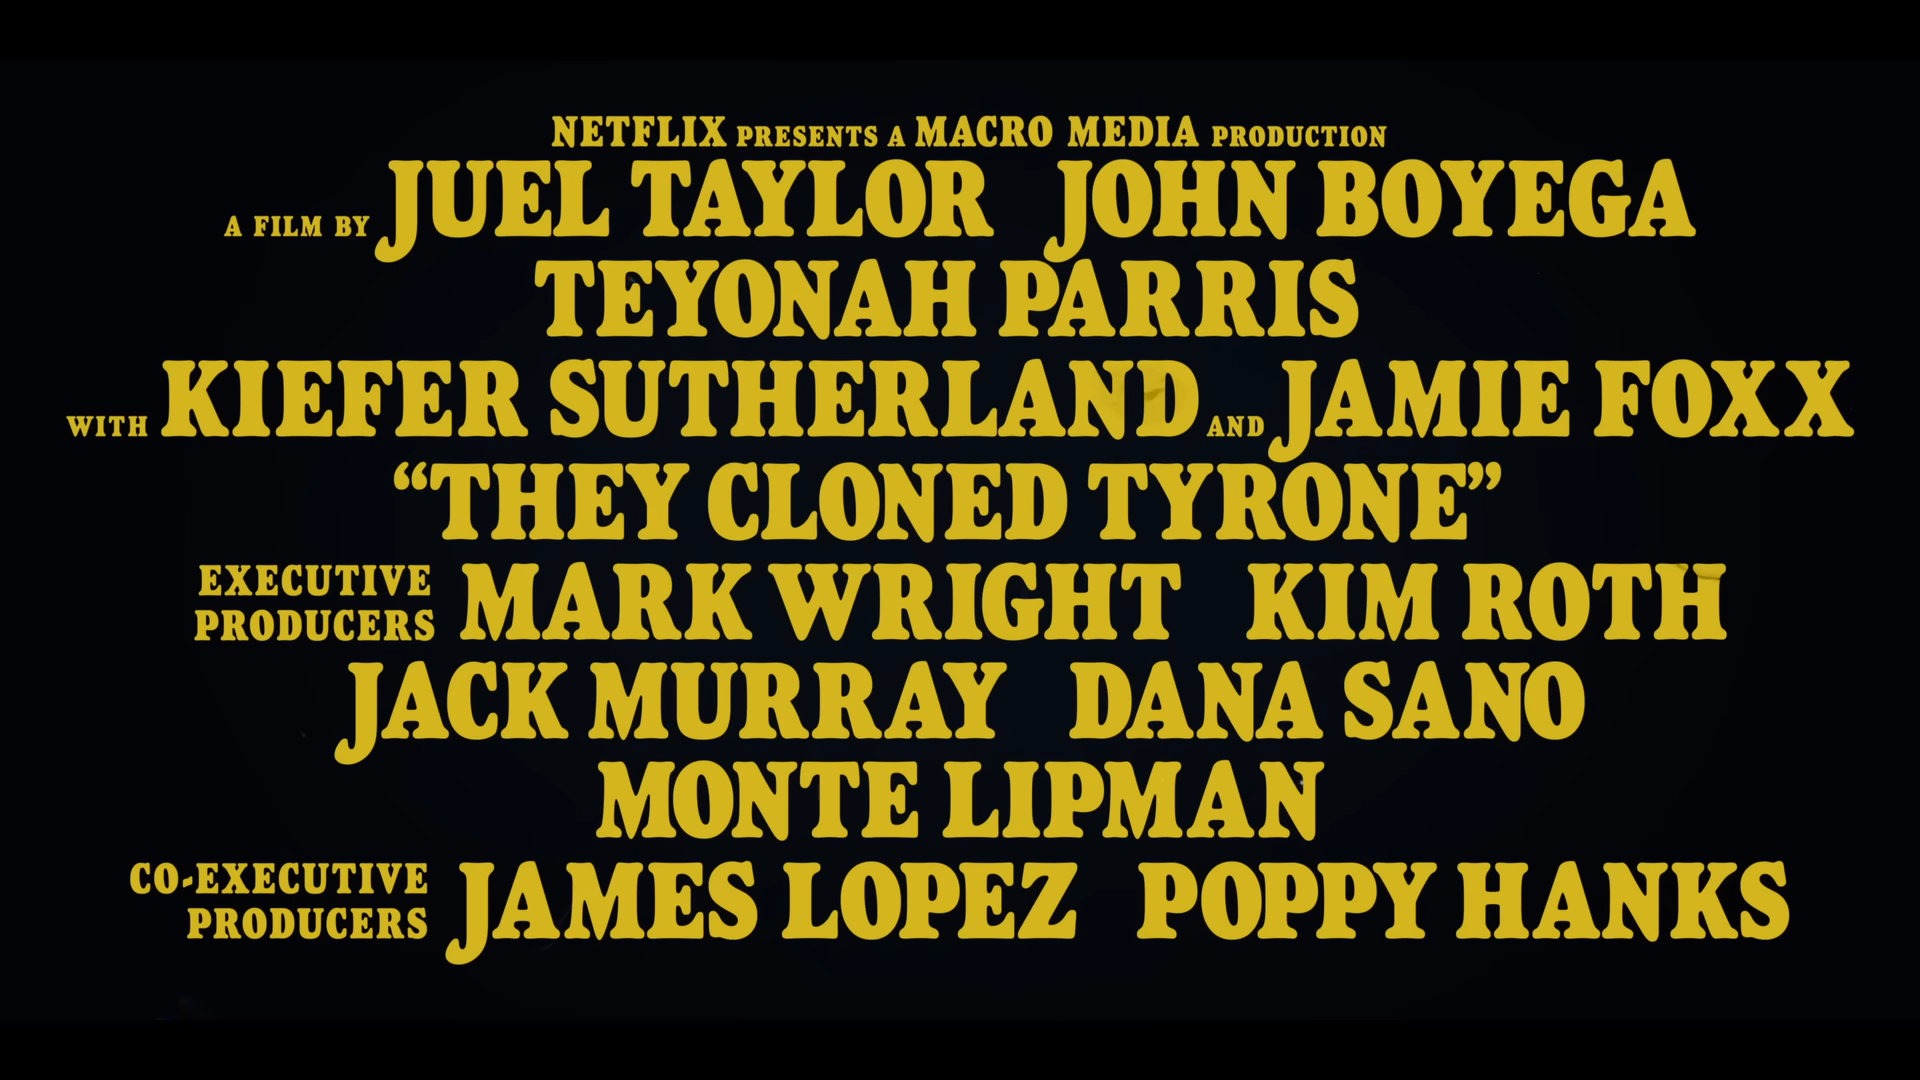 NETFLIX PRESENTS A MACRO MEDIA PRODUCTION
A FILM BY JUEL TAYLOR JOHN BOYEGA
TEYONAH PARRIS
WITH KIEFER SUTHERLAND AND JAMIE FOXX
“THEY CLONED TYRONE”
EXECUTIVE PRODUCERS MARK WRIGHT KIM ROTH
JACK MURRAY DANA SANO
MONTE LIPMAN
CO-EXECUTIVE PRODUCERS JAMES LOPEZ POPPY HANKS